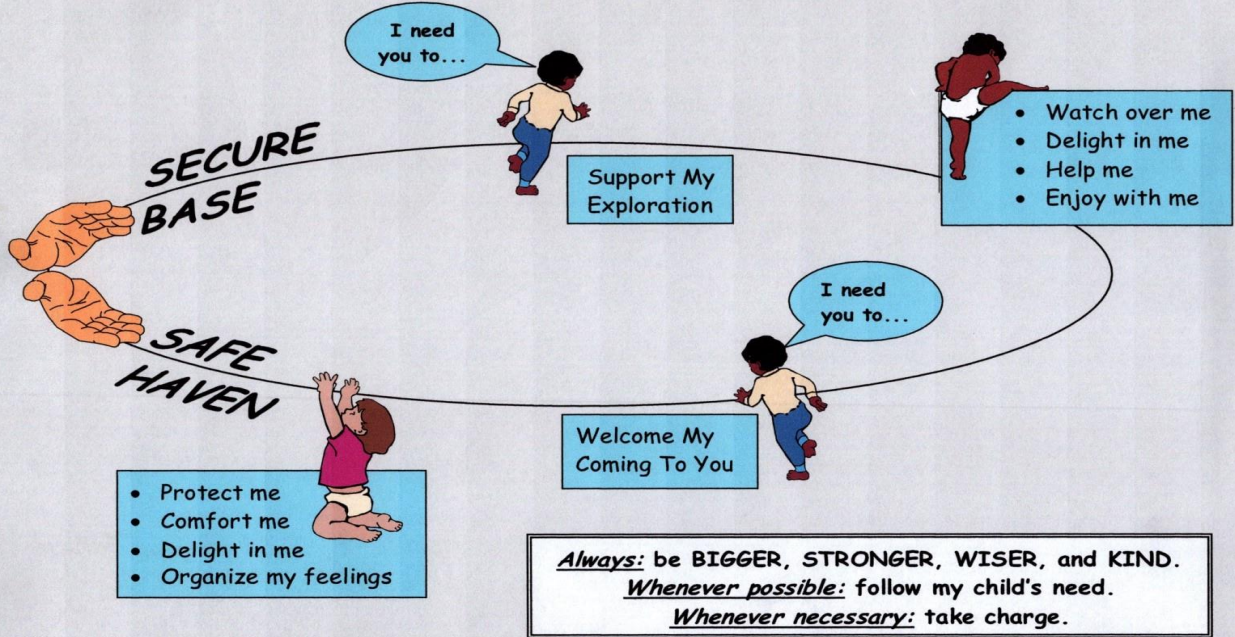 I need
you to...
SECURE
BASE
Support My
Exploration
• Watch over me
• Delight in me
• Help me
• Enjoy with me
I need
you to...
Welcome My
Coming To You
SAFE
HAVEN
• Protect me
• Comfort me
• Delight in me
• Organize my feelings
Always: be BIGGER, STRONGER, WISER, and KIND.
Whenever possible: follow my child's need.
Whenever necessary: take charge.